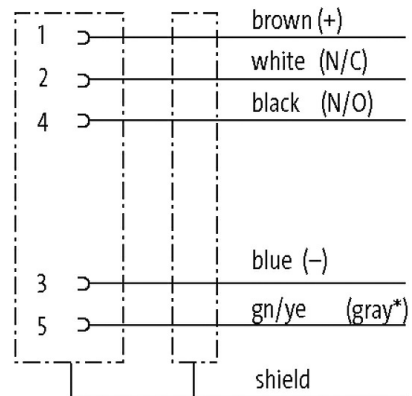 1 brown (+)
2 white (N/C)
4 black (N/O)
3 blue (–)
5 gn/ye (gray*)
shield